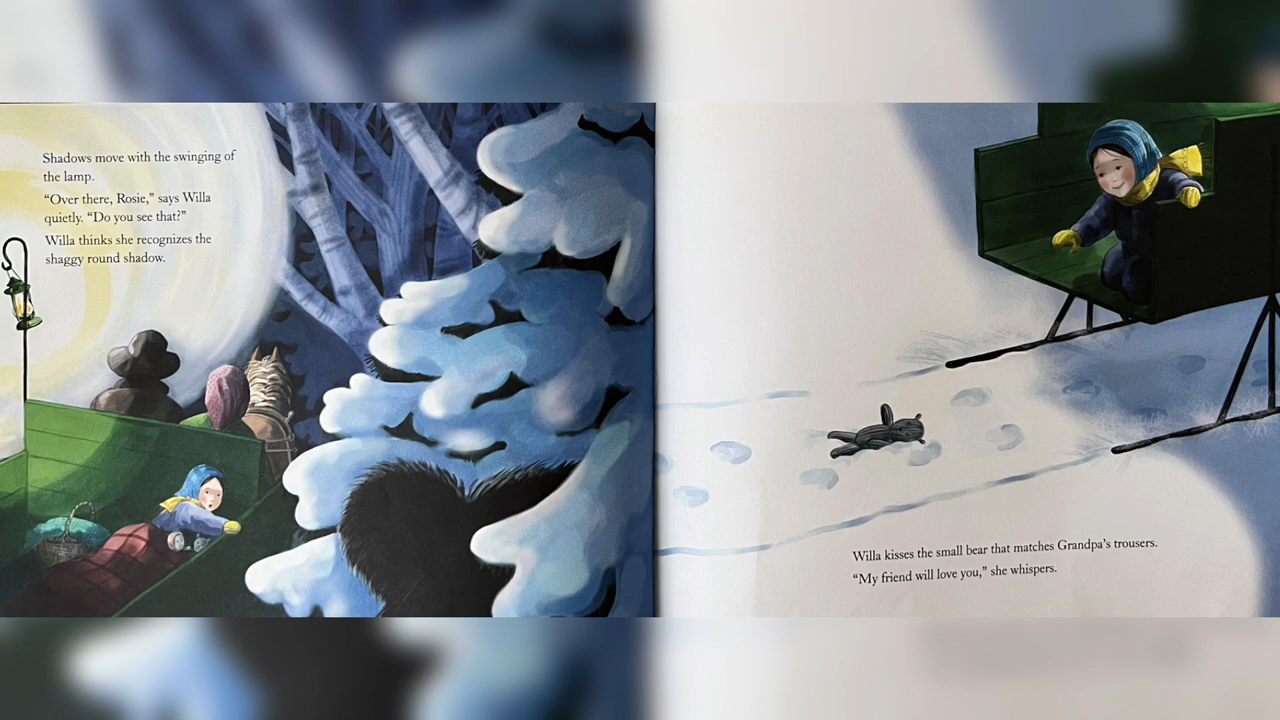 Shadows move with the swinging of
the lamp.
“Over there, Rosie,” says Willa
quietly. “Do you see that?”
Willa thinks she recognizes the
shaggy round shadow.
Willa kisses the small bear that matches Grandpa’s trousers.
“My friend will love you,” she whispers.